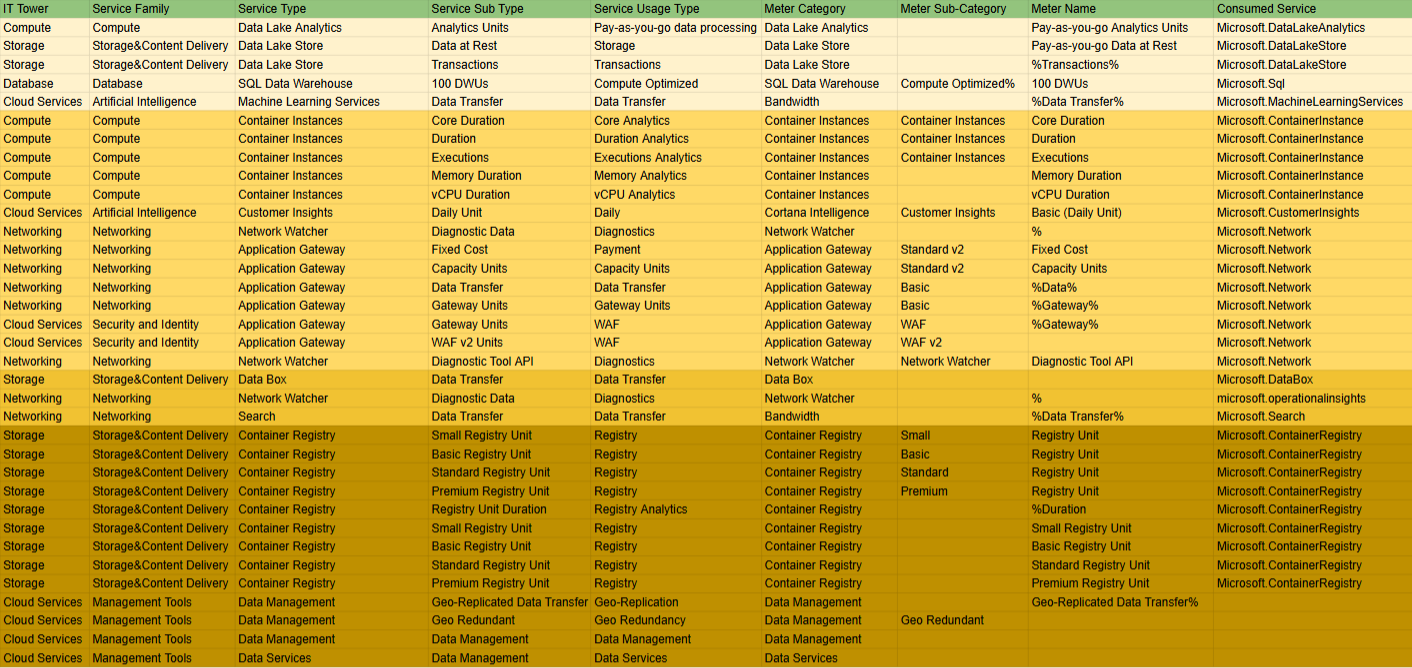 IT Tower Service Family Service Type Service Sub Type Service Usage Type Meter Category Meter Sub-Category Meter Name Consumed Service
Compute Compute Data Lake Analytics Analytics Units Pay-as-you-go data processing Data Lake Analytics Pay-as-you-go Analytics Units Microsoft.DataLakeAnalytics
Storage Storage&Content Delivery Data Lake Store Data at Rest Storage Data Lake Store Pay-as-you-go Data at Rest Microsoft.DataLakeStore
Storage Storage&Content Delivery Data Lake Store Transactions Transactions Data Lake Store %Transactions% Microsoft.DataLakeStore
Database Database SQL Data Warehouse 100 DWUs Compute Optimized SQL Data Warehouse Compute Optimized% 100 DWUs Microsoft.Sql
Cloud Services Artificial Intelligence Machine Learning Services Data Transfer Data Transfer Bandwidth %Data Transfer% Microsoft.MachineLearningServices
Compute Compute Container Instances Core Duration Core Analytics Container Instances Container Instances Core Duration Microsoft.ContainerInstance
Compute Compute Container Instances Duration Duration Analytics Container Instances Container Instances Duration Microsoft.ContainerInstance
Compute Compute Container Instances Executions Executions Analytics Container Instances Container Instances Executions Microsoft.ContainerInstance
Compute Compute Container Instances Memory Duration Memory Analytics Container Instances Memory Duration Microsoft.ContainerInstance
Compute Compute Container Instances vCPU Duration vCPU Analytics Container Instances vCPU Duration Microsoft.ContainerInstance
Cloud Services Artificial Intelligence Customer Insights Daily Unit Daily Cortana Intelligence Customer Insights Basic (Daily Unit) Microsoft.CustomerInsights
Networking Networking Network Watcher Diagnostic Data Diagnostics Network Watcher % Microsoft.Network
Networking Networking Application Gateway Fixed Cost Payment Application Gateway Standard v2 Fixed Cost Microsoft.Network
Networking Networking Application Gateway Capacity Units Capacity Units Application Gateway Standard v2 Capacity Units Microsoft.Network
Networking Networking Application Gateway Data Transfer Data Transfer Application Gateway Basic %Data% Microsoft.Network
Networking Networking Application Gateway Gateway Units Gateway Units Application Gateway Basic %Gateway% Microsoft.Network
Cloud Services Security and Identity Application Gateway Gateway Units WAF Application Gateway WAF %Gateway% Microsoft.Network
Cloud Services Security and Identity Application Gateway WAF v2 Units WAF Application Gateway WAF v2 Microsoft.Network
Networking Networking Network Watcher Diagnostic Tool API Diagnostics Network Watcher Network Watcher Diagnostic Tool API Microsoft.Network
Storage Storage&Content Delivery Data Box Data Transfer Data Transfer Data Box Microsoft.DataBox
Networking Networking Network Watcher Diagnostic Data Diagnostics Network Watcher % microsoft.operationalinsights
Networking Networking Search Data Transfer Data Transfer Bandwidth %Data Transfer% Microsoft.Search
Storage Storage&Content Delivery Container Registry Small Registry Unit Registry Container Registry Small Registry Unit Microsoft.ContainerRegistry
Storage Storage&Content Delivery Container Registry Basic Registry Unit Registry Container Registry Basic Registry Unit Microsoft.ContainerRegistry
Storage Storage&Content Delivery Container Registry Standard Registry Unit Registry Container Registry Standard Registry Unit Microsoft.ContainerRegistry
Storage Storage&Content Delivery Container Registry Premium Registry Unit Registry Container Registry Premium Registry Unit Microsoft.ContainerRegistry
Storage Storage&Content Delivery Container Registry Registry Unit Duration Registry Analytics Container Registry %Duration Microsoft.ContainerRegistry
Storage Storage&Content Delivery Container Registry Small Registry Unit Registry Container Registry Small Registry Unit Microsoft.ContainerRegistry
Storage Storage&Content Delivery Container Registry Basic Registry Unit Registry Container Registry Basic Registry Unit Microsoft.ContainerRegistry
Storage Storage&Content Delivery Container Registry Standard Registry Unit Registry Container Registry Standard Registry Unit Microsoft.ContainerRegistry
Storage Storage&Content Delivery Container Registry Premium Registry Unit Registry Container Registry Premium Registry Unit Microsoft.ContainerRegistry
Cloud Services Management Tools Data Management Geo-Replicated Data Transfer Geo-Replication Data Management Geo-Replicated Data Transfer%
Cloud Services Management Tools Data Management Geo Redundant Geo Redundancy Data Management Geo Redundant
Cloud Services Management Tools Data Management Data Management Data Management Data Management
Cloud Services Management Tools Data Services Data Management Data Services Data Services